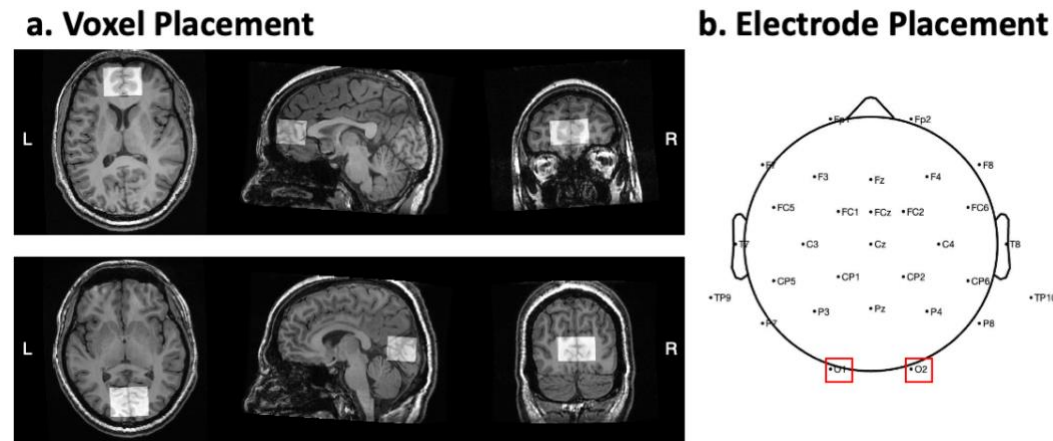 a. Voxel Placement
b. Electrode Placement
L
R
L
R
Fp1 Fp2
F7 F3 Fz F4 F8
FC5 FC1 FCz FC2 FC6
T7 C3 Cz C4 T8
CP5 CP1 CP2 CP6
TP9 TP10
P7 P3 Pz P4 P8
O1 O2